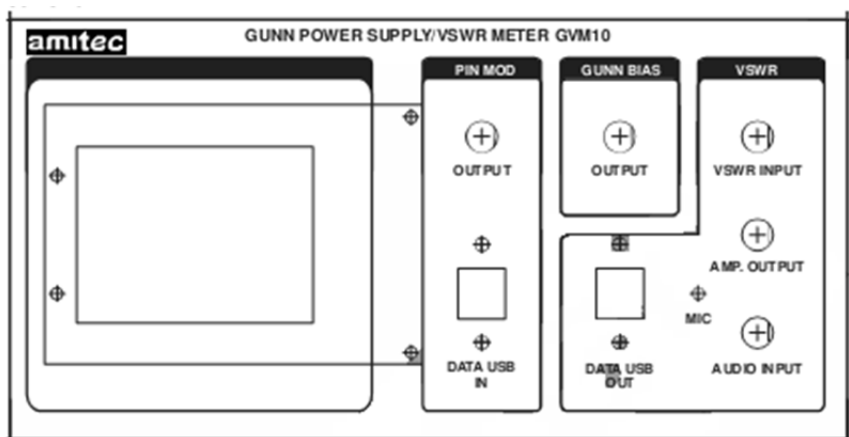 amitec
GUNN POWER SUPPLY/VSWR METER GVM10
PIN MOD
GUNN BIAS
VSWR
OUTPUT
OUTPUT
VSWR INPUT
AMP. OUTPUT
MIC
DATA USB
IN
DATA USB
OUT
AUDIO INPUT